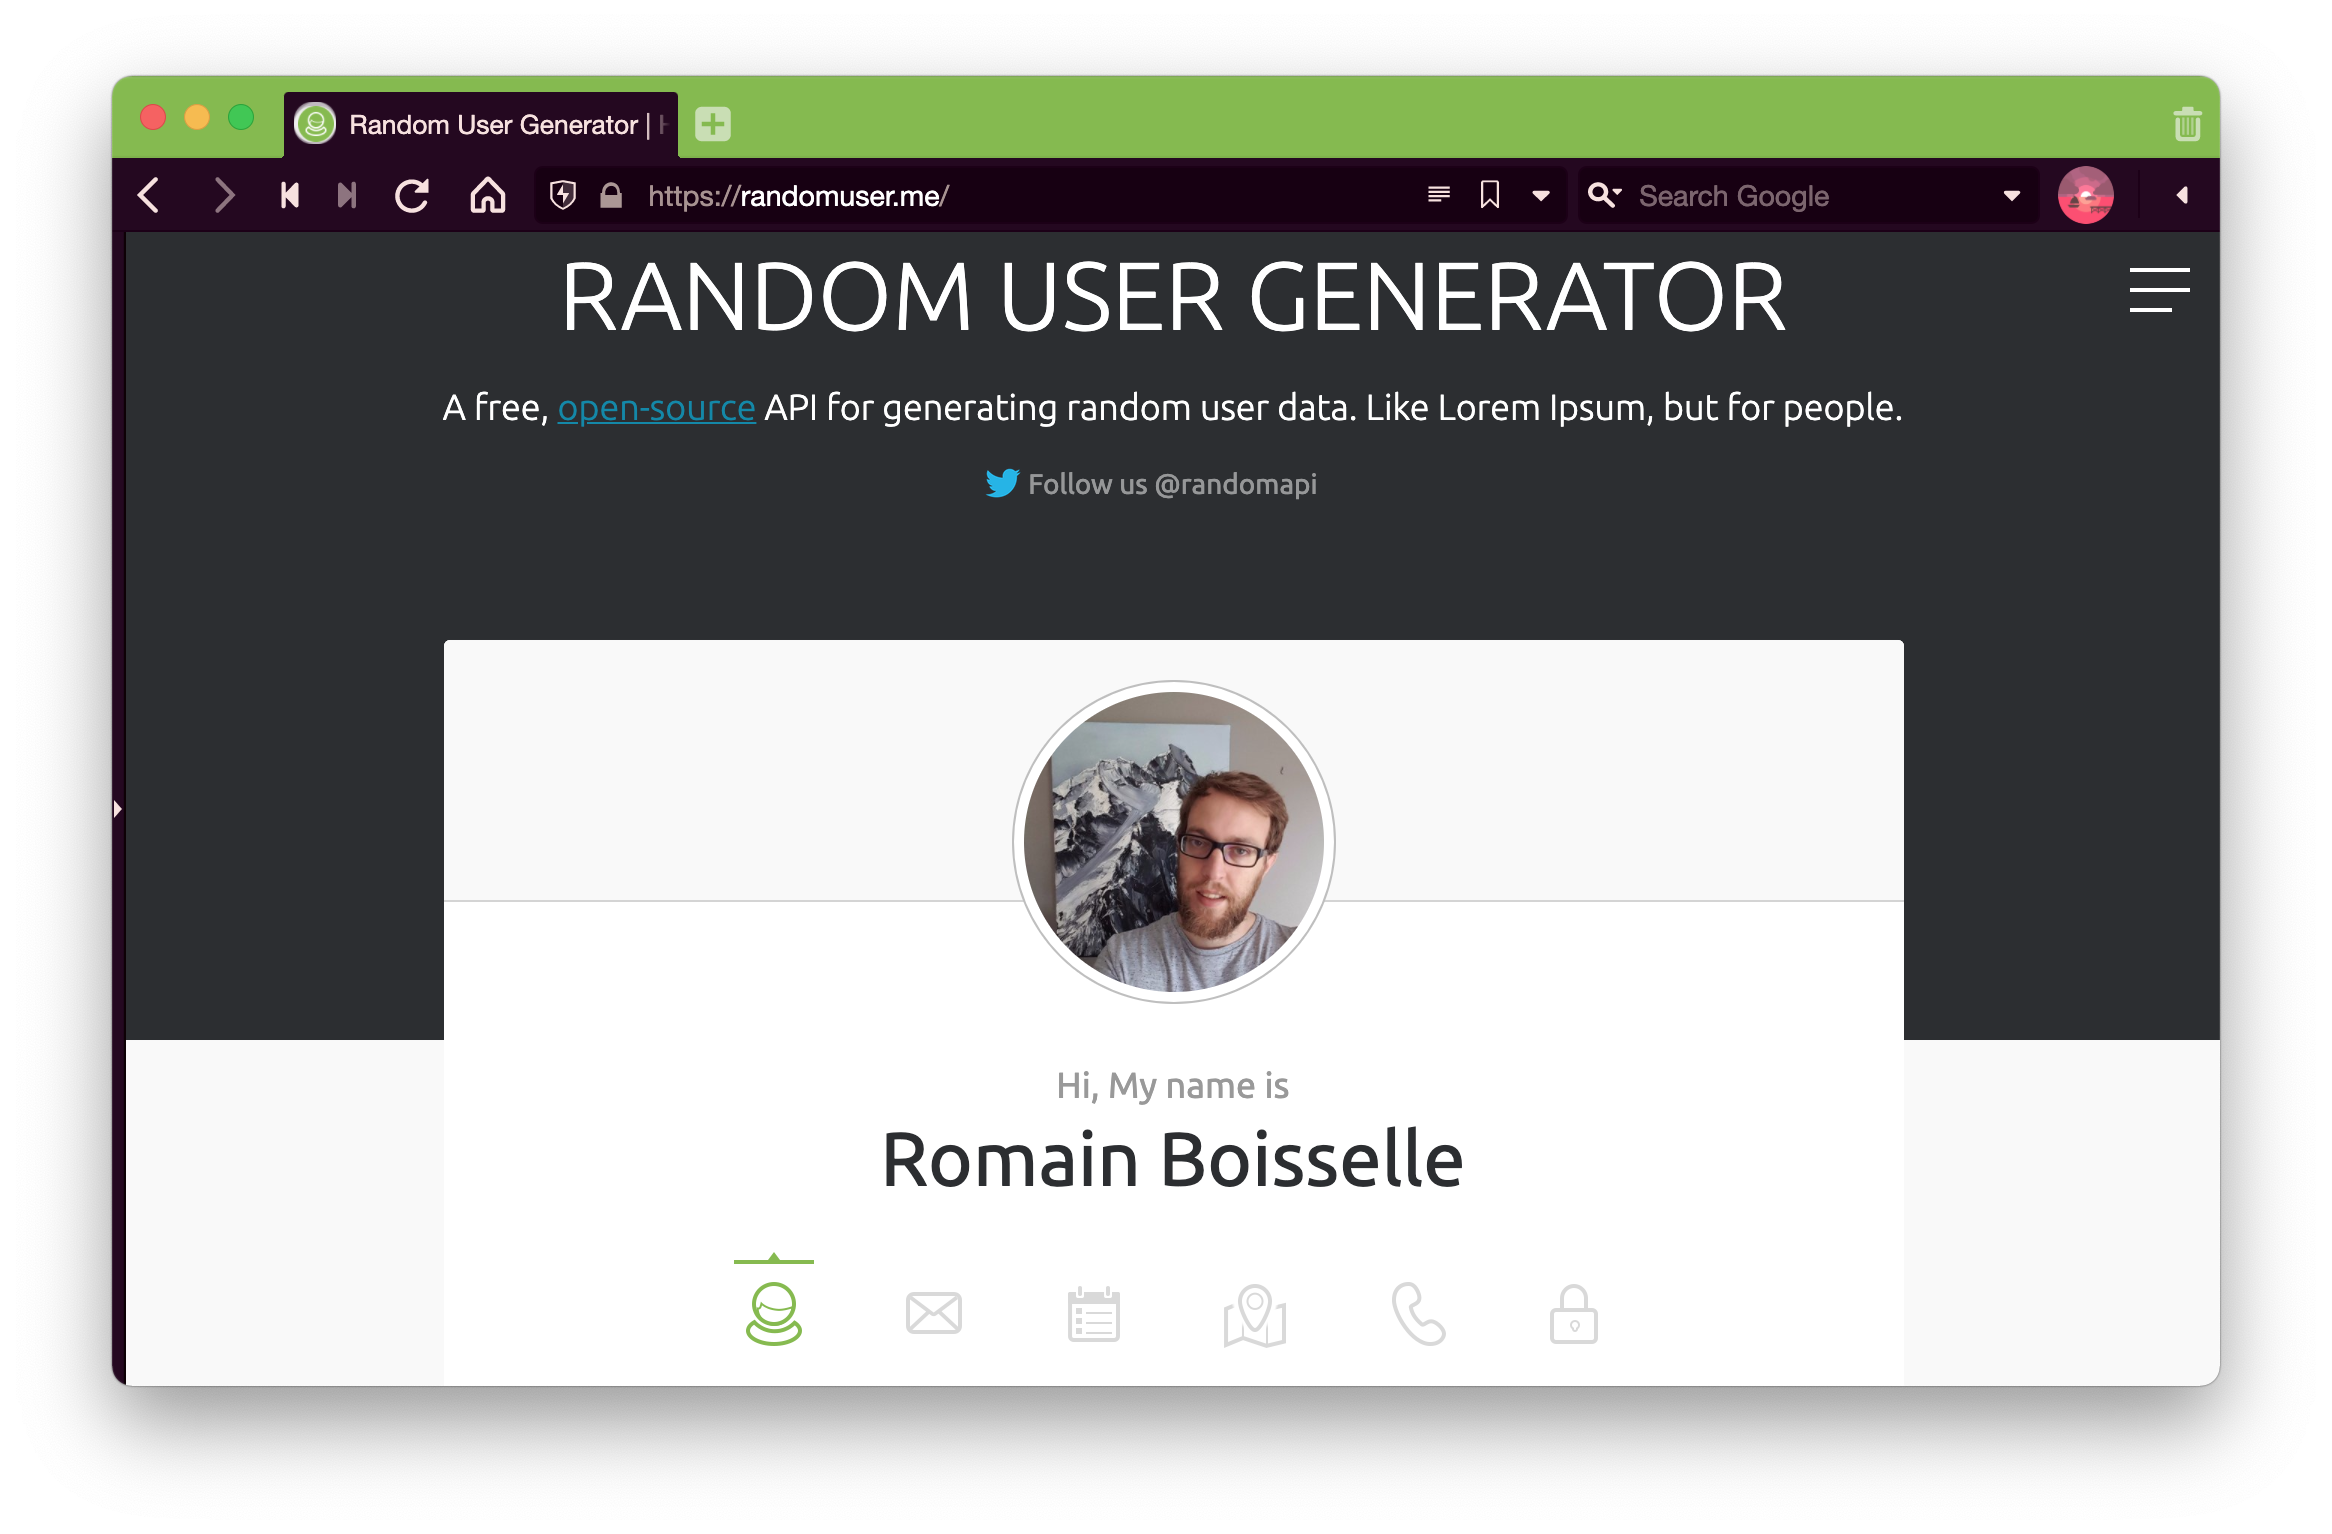 Random User Generator |
https://randomuser.me/
Search Google
RANDOM USER GENERATOR
A free, open-source API for generating random user data. Like Lorem Ipsum, but for people.
Follow us @randomapi
Hi, My name is
Romain Boisselle